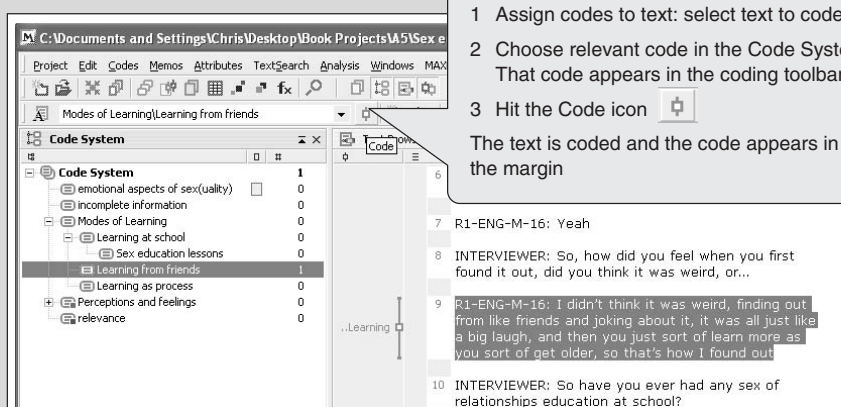 1 Assign codes to text: select text to code
2 Choose relevant code in the Code Syst
That code appears in the coding toolbar
3 Hit the Code icon
The text is coded and the code appears in
the margin
C:\Documents and Settings\Chris\Desktop\Book Projects\A5\Sex e
Project Edit Codes Memos Attributes TextSearch Analysis Windows MAX
Modes of Learning\Learning from friends
Code
Code System
Code System 1
emotional aspects of sex(uality) 0
incomplete information 0
Modes of Learning 0
Learning at school 0
Sex education lessons 0
Learning from friends 1
Learning as process 0
Perceptions and feelings 0
relevance 0
..Learning
6
7 R1-ENG-M-16: Yeah
8 INTERVIEWER: So, how did you feel when you first
found it out, did you think it was weird, or...
9 R1-ENG-M-16: I didn't think it was weird, finding out
from like friends and joking about it, it was all just like
a big laugh, and then you just sort of learn more as
you sort of get older, so that's how I found out
10 INTERVIEWER: So have you ever had any sex of
relationships education at school?